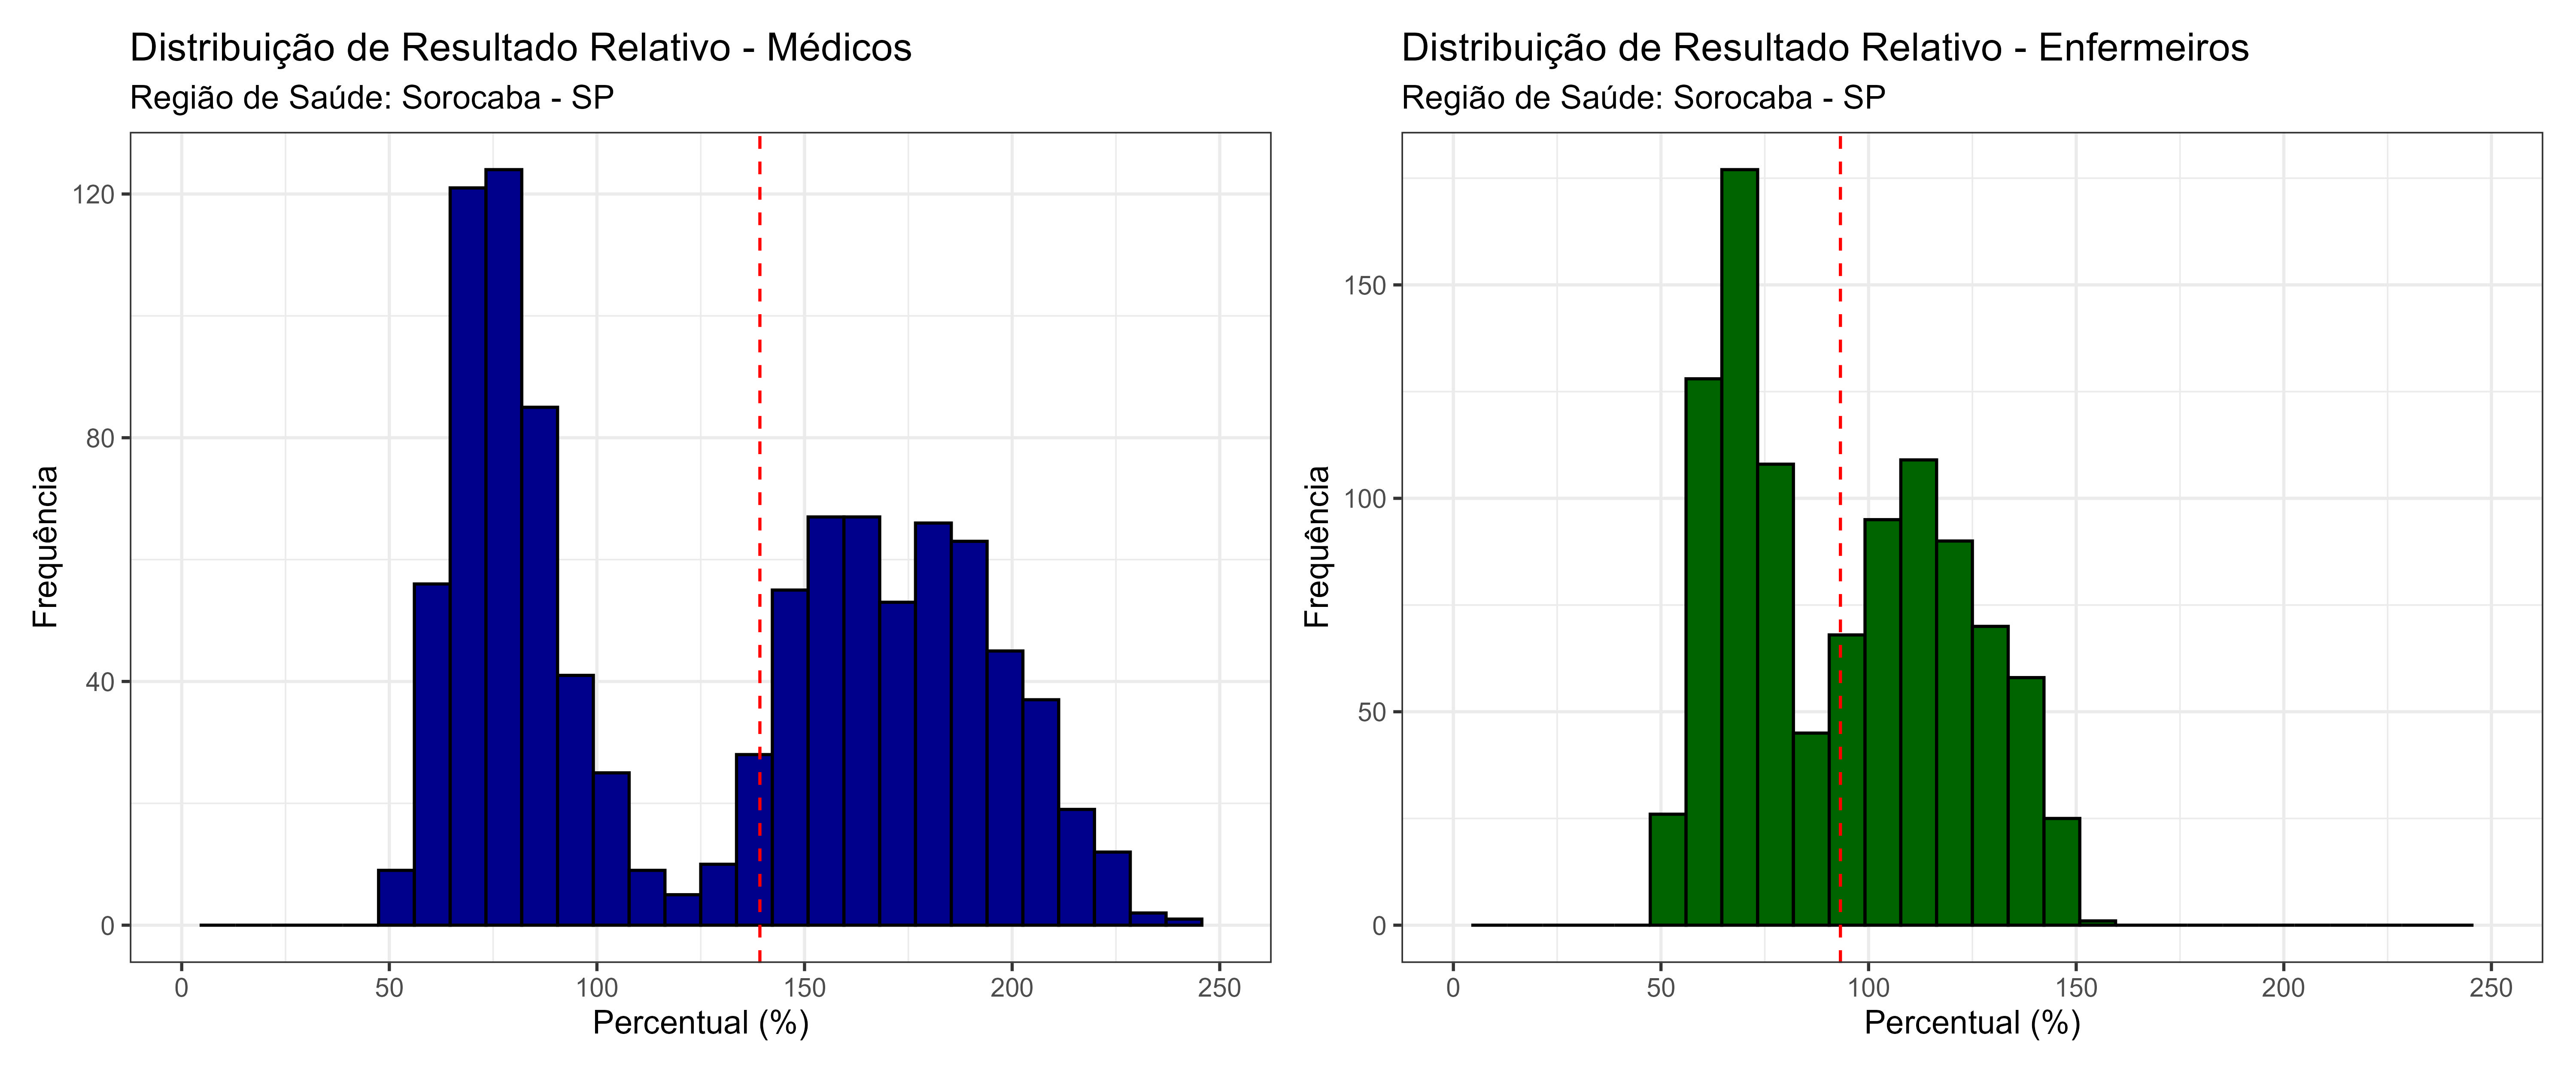 Distribuição de Resultado Relativo - Médicos
Região de Saúde: Sorocaba - SP
Frequência
120
80
40
0
0 50 100 150 200 250
Percentual (%)
Distribuição de Resultado Relativo - Enfermeiros
Região de Saúde: Sorocaba - SP
Frequência
150
100
50
0
0 50 100 150 200 250
Percentual (%)